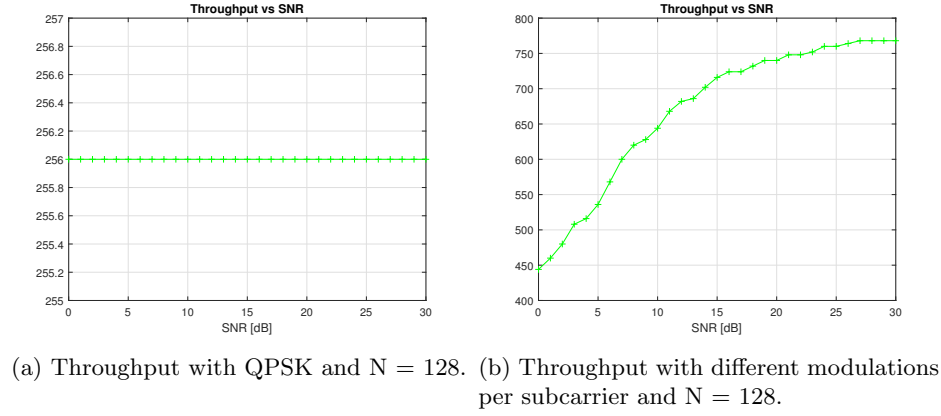 Throughput vs SNR
257
256.8
256.6
256.4
256.2
256
255.8
255.6
255.4
255.2
255
0 5 10 15 20 25 30
SNR [dB]
(a) Throughput with QPSK and N = 128.
Throughput vs SNR
800
750
700
650
600
550
500
450
400
0 5 10 15 20 25 30
SNR [dB]
(b) Throughput with different modulations
per subcarrier and N = 128.